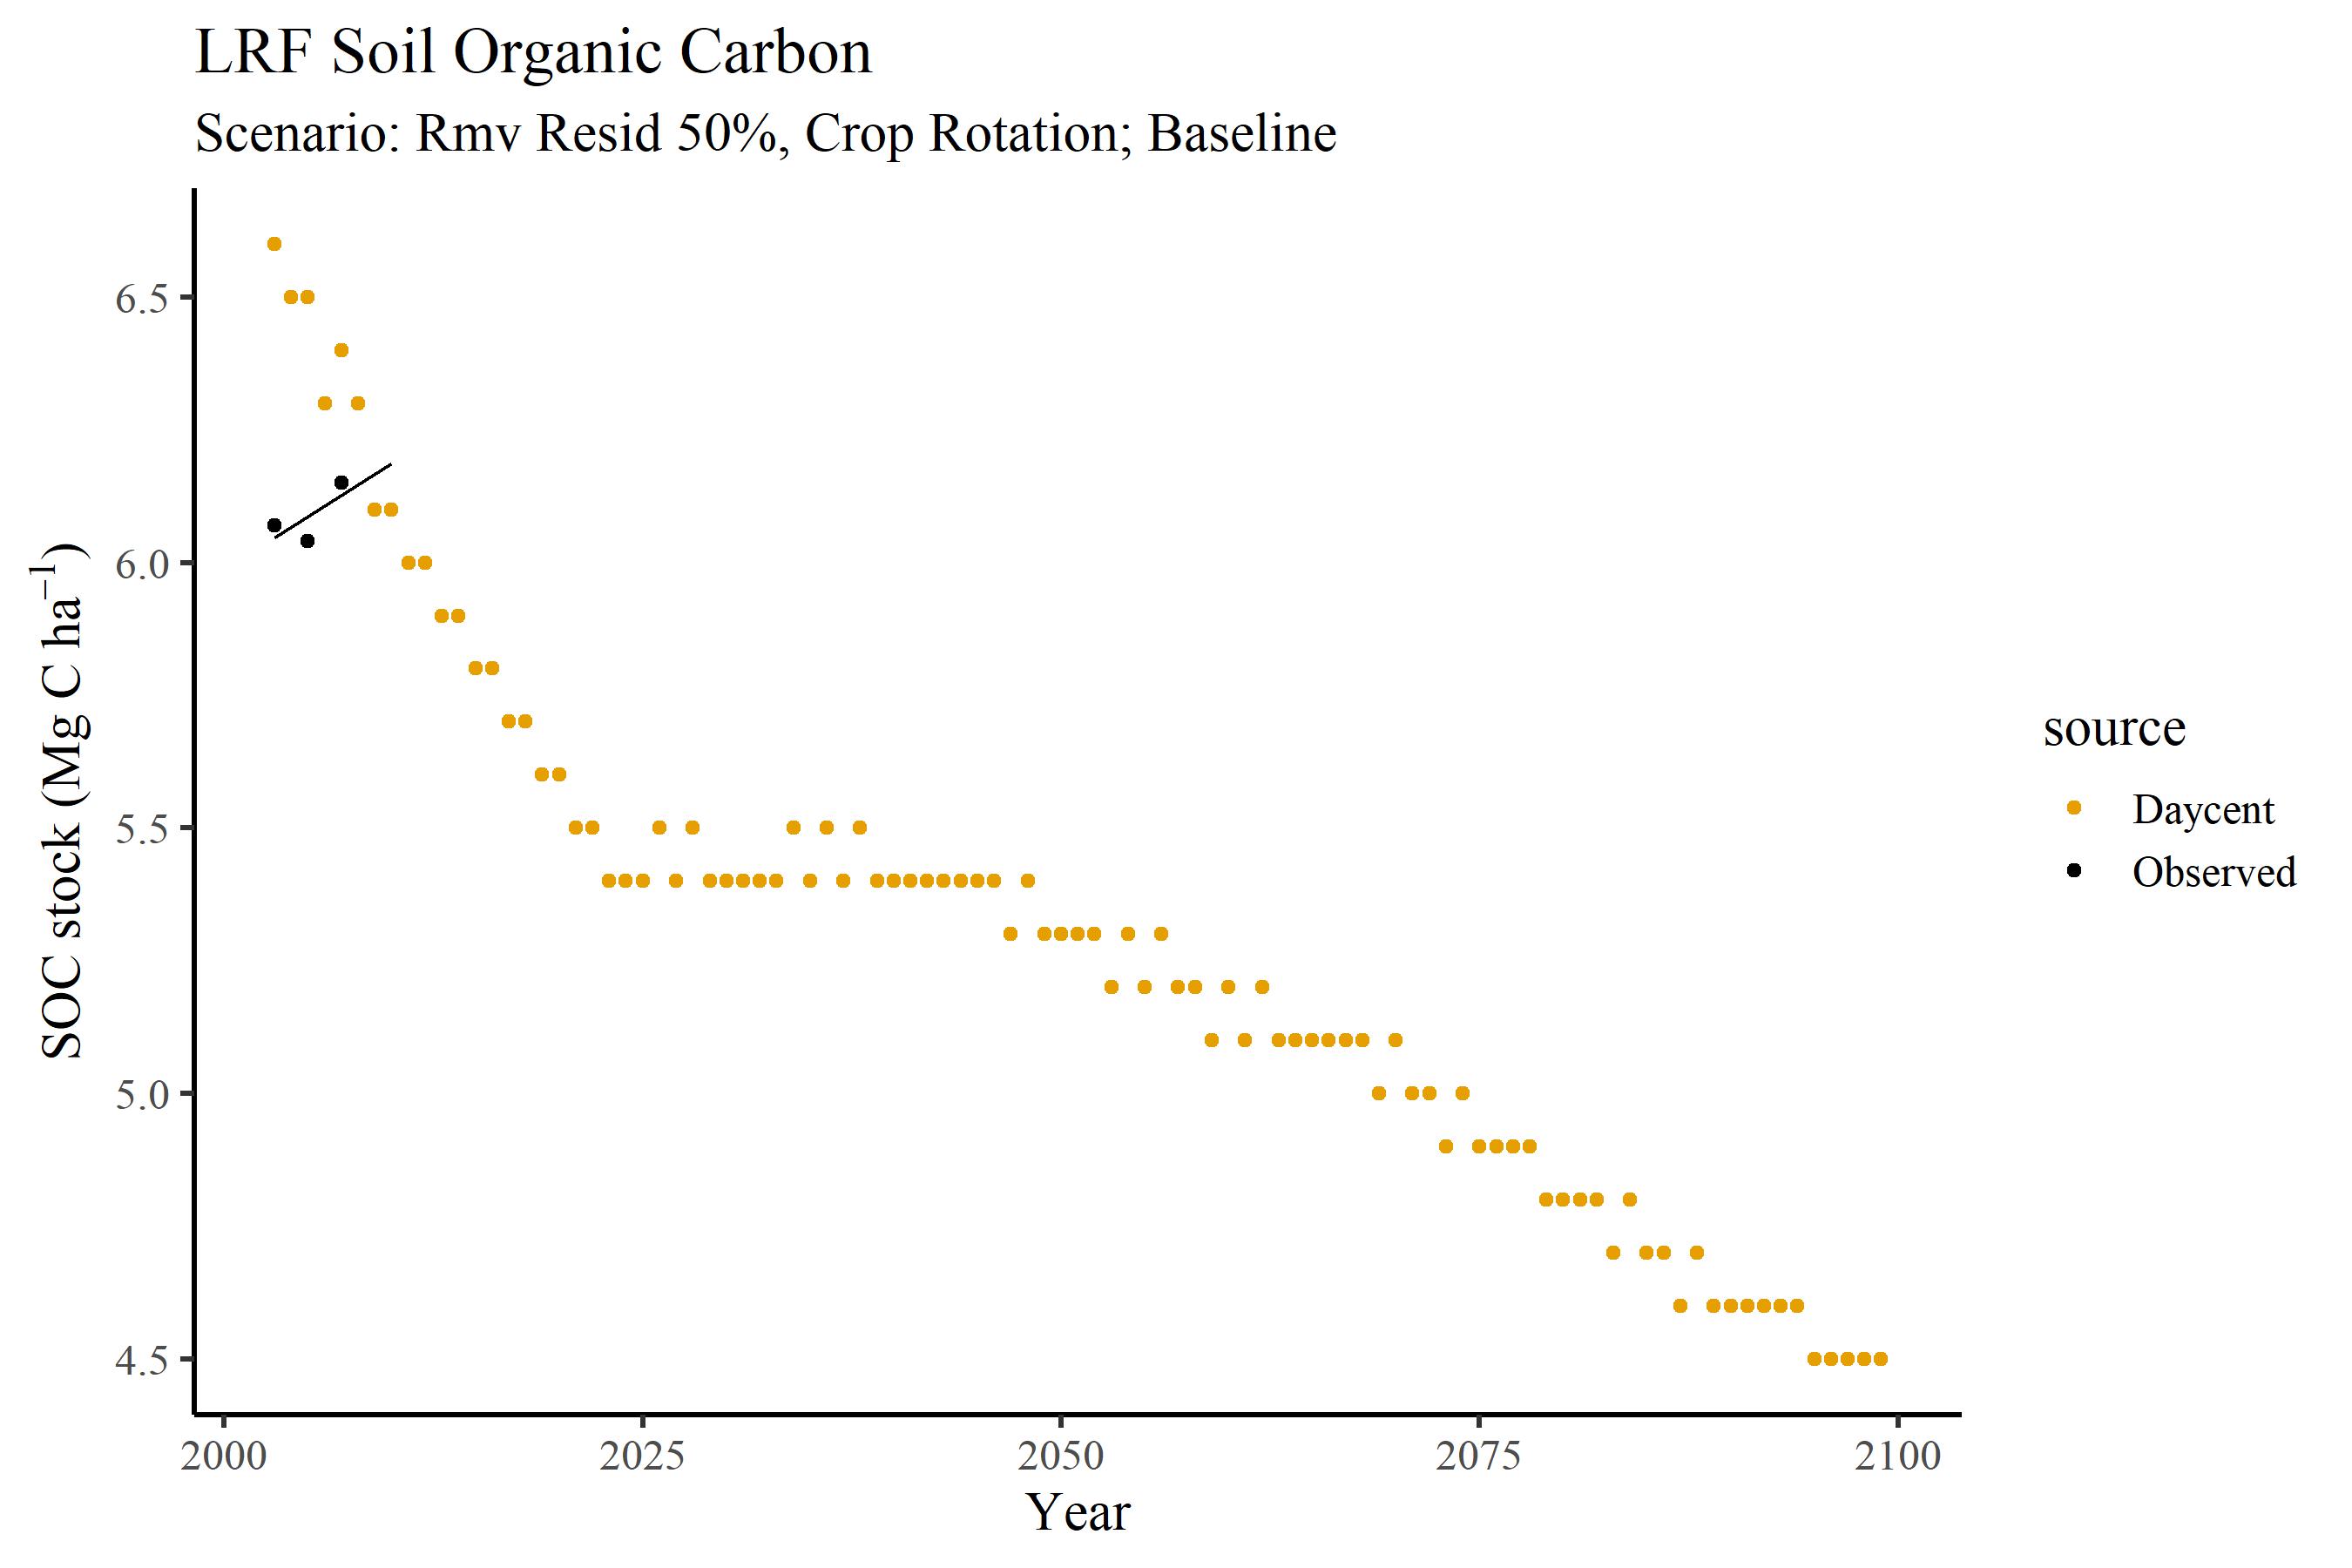 LRF Soil Organic Carbon
Scenario: Rmv Resid 50%, Crop Rotation; Baseline
SOC stock (Mg C ha⁻¹)
6.5
6.0
5.5
5.0
4.5
2000 2025 2050 2075 2100
Year
source
Daycent
Observed